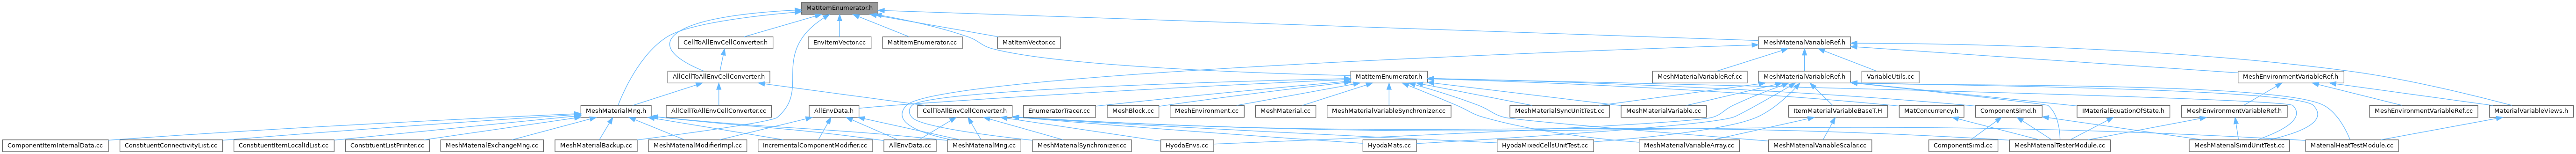 MatItemEnumerator.h
CellToAllEnvCellConverter.h
EnvItemVector.cc
MatItemEnumerator.cc
MatItemVector.cc
MeshMaterialVariableRef.h
AllCellToAllEnvCellConverter.h
MatItemEnumerator.h
MeshMaterialVariableRef.cc
MeshMaterialVariableRef.h
VariableUtils.cc
MeshEnvironmentVariableRef.h
MeshMaterialMng.h
AllCellToAllEnvCellConverter.cc
AllEnvData.h
CellToAllEnvCellConverter.h
EnumeratorTracer.cc
MeshBlock.cc
MeshEnvironment.cc
MeshMaterial.cc
MeshMaterialVariableSynchronizer.cc
MeshMaterialSyncUnitTest.cc
MeshMaterialVariable.cc
ItemMaterialVariableBaseT.H
MatConcurrency.h
ComponentSimd.h
IMaterialEquationOfState.h
MeshEnvironmentVariableRef.h
MeshEnvironmentVariableRef.cc
MaterialVariableViews.h
ComponentItemInternalData.cc
ConstituentConnectivityList.cc
ConstituentItemLocalIdList.cc
ConstituentListPrinter.cc
MeshMaterialExchangeMng.cc
MeshMaterialBackup.cc
MeshMaterialModifierImpl.cc
IncrementalComponentModifier.cc
AllEnvData.cc
MeshMaterialMng.cc
MeshMaterialSynchronizer.cc
HyodaEnvs.cc
HyodaMats.cc
HyodaMixedCellsUnitTest.cc
MeshMaterialVariableArray.cc
MeshMaterialVariableScalar.cc
ComponentSimd.cc
MeshMaterialTesterModule.cc
MeshMaterialSimdUnitTest.cc
MaterialHeatTestModule.cc